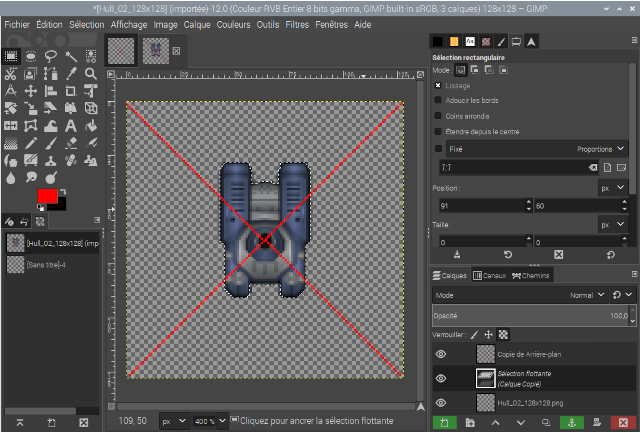 *[Hull_02_128x128] (importée) 12.0 (Couleur RVB Entier 8 bits gamma, GIMP built-in sRGB, 3 calques) 128x128 – GIMP
Fichier Édition Sélection Affichage Image Calque Couleurs Outils Filtres Fenêtres Aide
Sélection rectangulaire
Mode
Lissage
Adoucir les bords
Coins arrondis
Étendre depuis le centre
Fixé Proportions
1:1
Position :
px
91 60
Taille :
px
0 0
[Hull_02_128x128] (imp
[Sans titre]-4
Calques Canaux Chemins
Mode Normal
Opacité 100,0
Verrouiller :
Copie de Arrière-plan
Sélection flottante
(Calque Copié)
Hull_02_128x128.png
109, 50 px 400 % Cliquez pour ancrer la sélection flottante